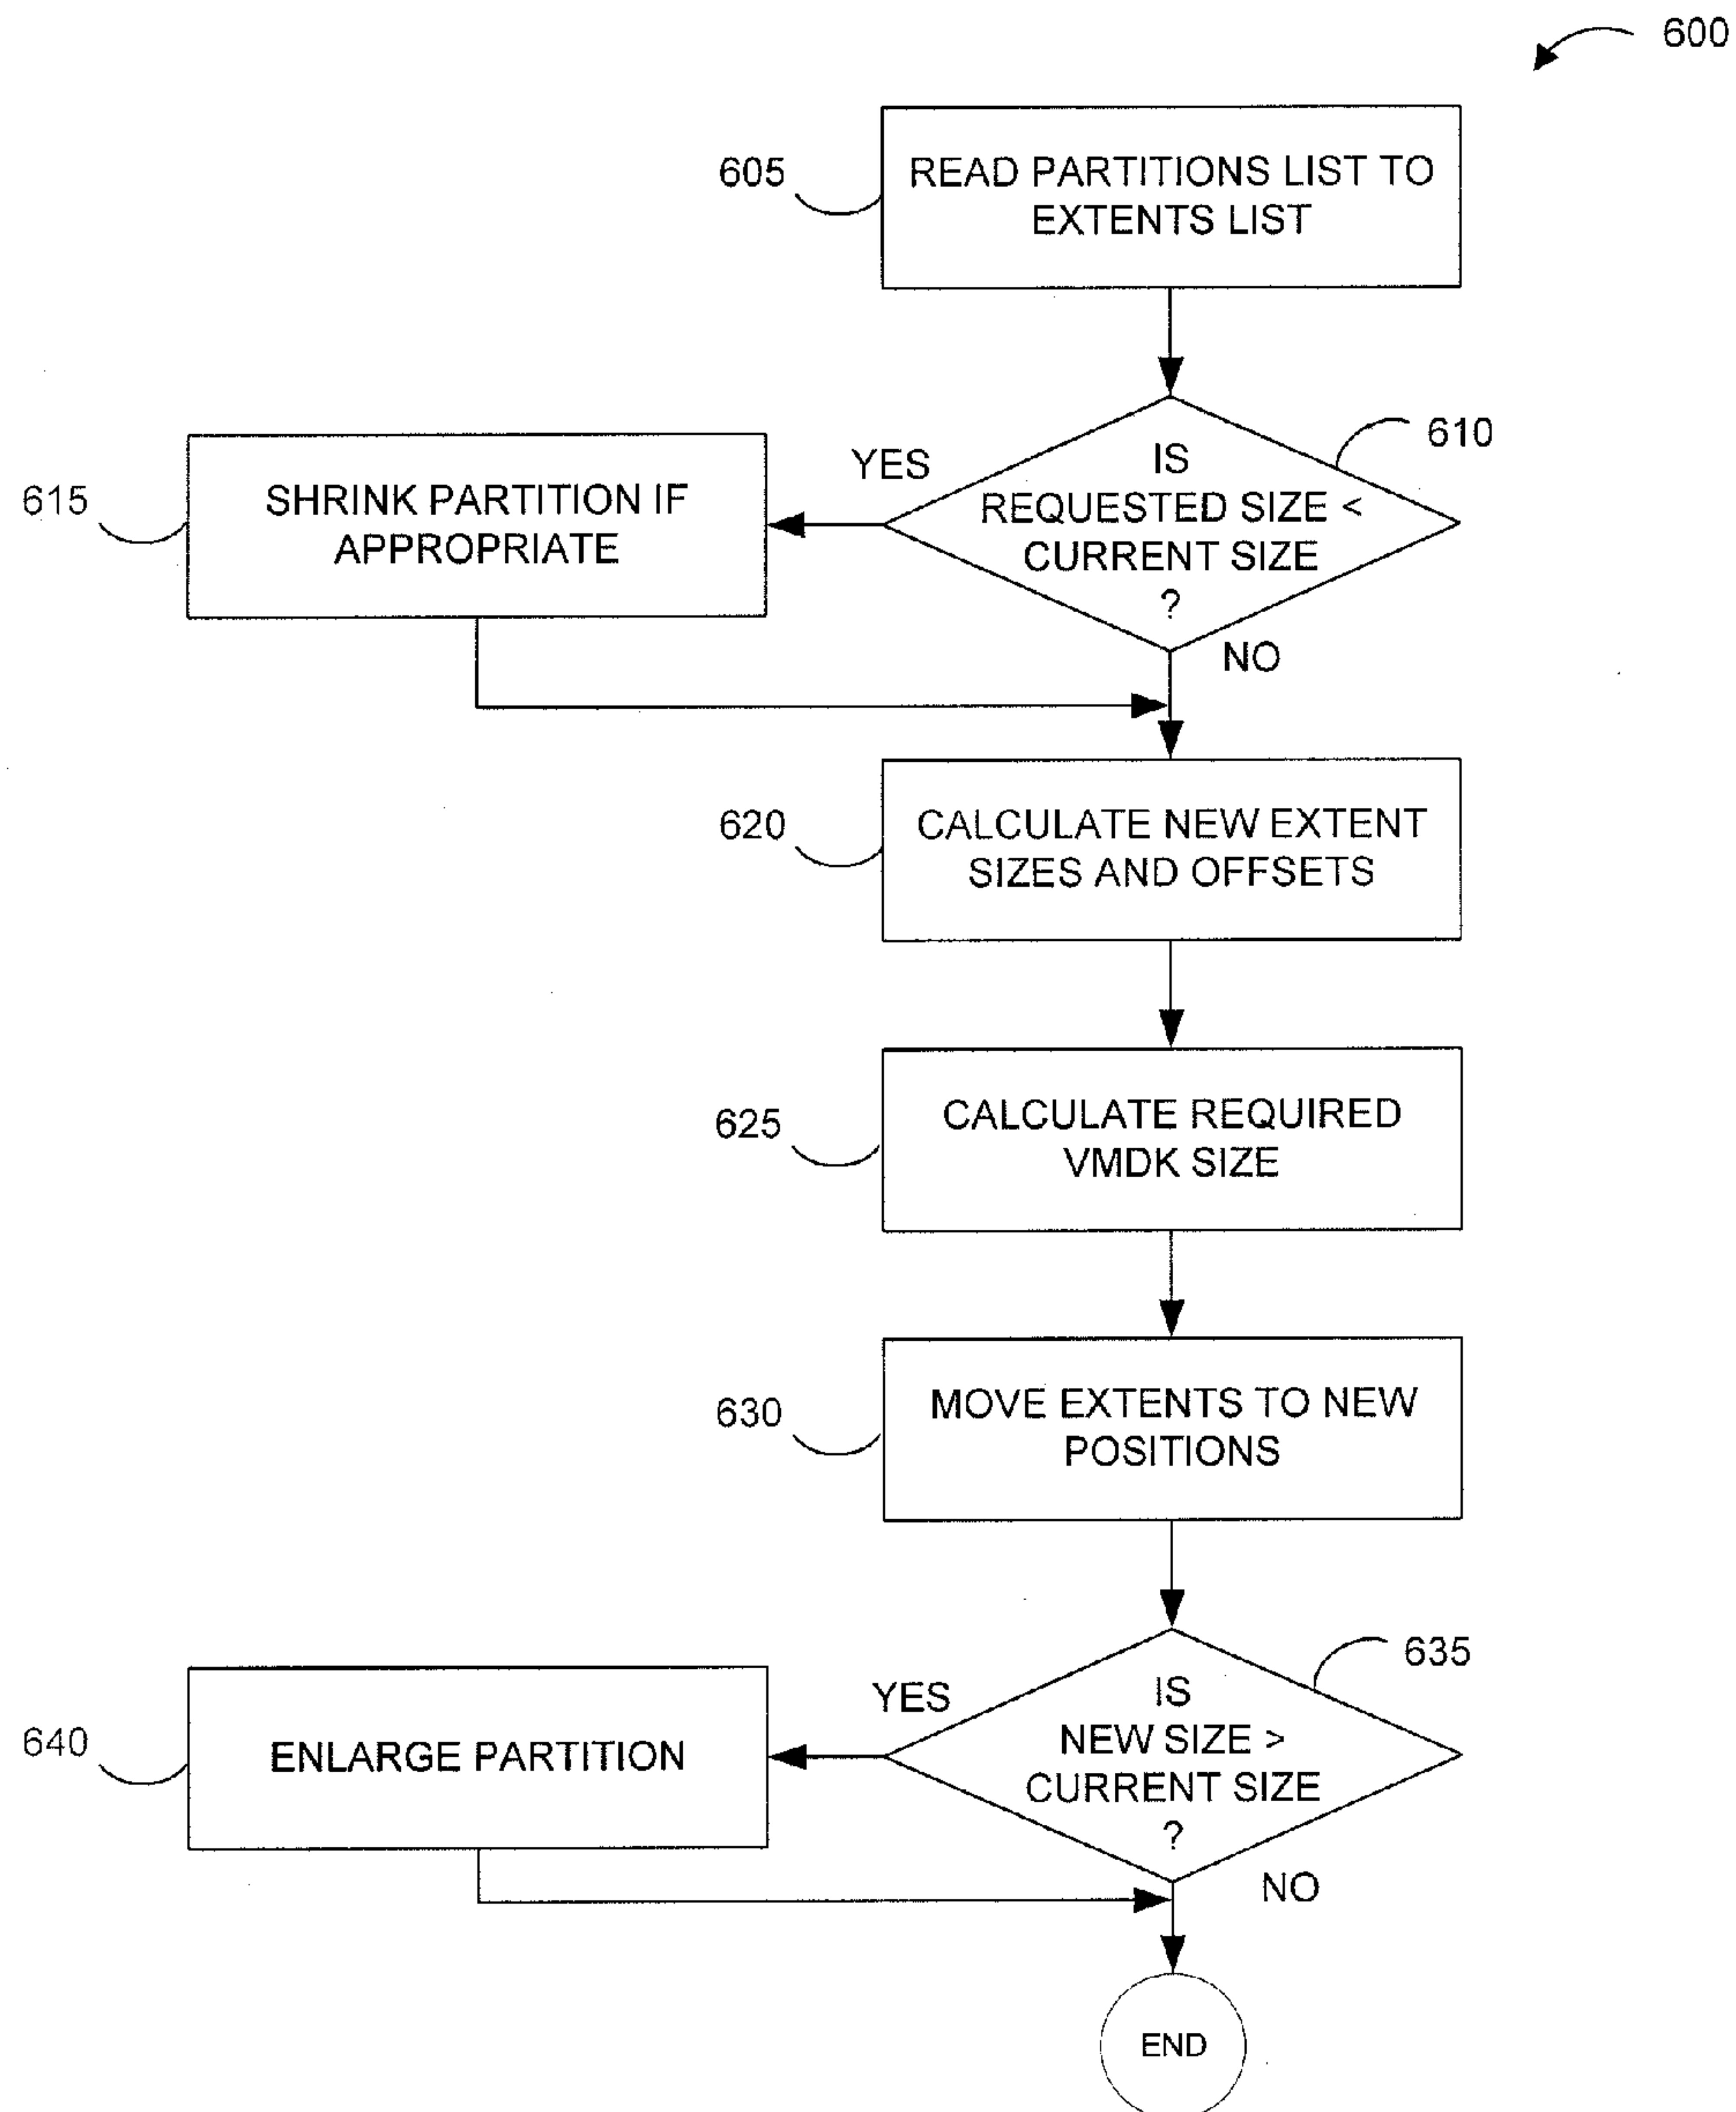 600
605
READ PARTITIONS LIST TO
EXTENTS LIST
610
YES
IS
REQUESTED SIZE <
CURRENT SIZE
?
615
SHRINK PARTITION IF
APPROPRIATE
NO
620
CALCULATE NEW EXTENT
SIZES AND OFFSETS
625
CALCULATE REQUIRED
VMDK SIZE
630
MOVE EXTENTS TO NEW
POSITIONS
635
YES
IS
NEW SIZE >
CURRENT SIZE
?
640
ENLARGE PARTITION
NO
END